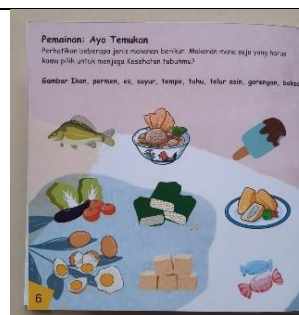 Pemainan: Ayo Temukan
Perhatikan beberapa jenis makanan berikur. Makanan mana saja yang harus
kamu pilih untuk menjaga Kesehatan tubuhmu?
Gambar Ikan, permen, es, sayur, tempe, tahu, telur asin, gorengan, bakso
6